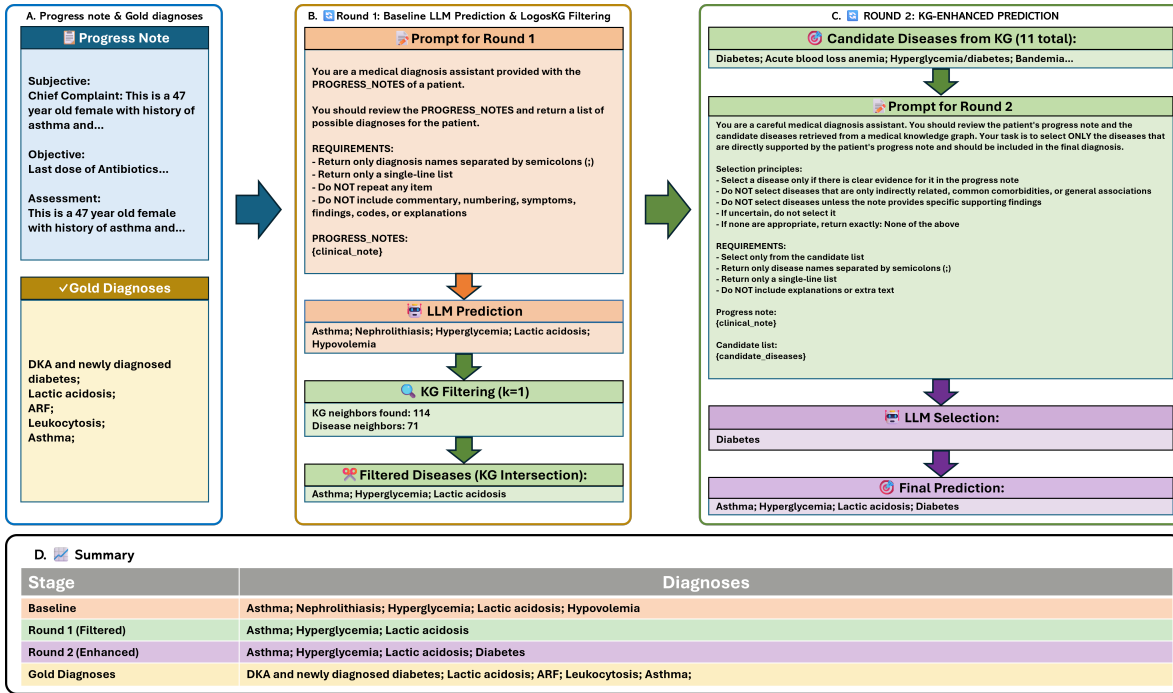 A. Progress note & Gold diagnoses
Progress Note
Subjective:
Chief Complaint: This is a 47
year old female with history of
asthma and...
Objective:
Last dose of Antibiotics...
Assessment:
This is a 47 year old female
with history of asthma and...
✓Gold Diagnoses
DKA and newly diagnosed
diabetes;
Lactic acidosis;
ARF;
Leukocytosis;
Asthma;
B. Round 1: Baseline LLM Prediction & LogosKG Filtering
Prompt for Round 1
You are a medical diagnosis assistant provided with the
PROGRESS_NOTES of a patient.
You should review the PROGRESS_NOTES and return a list of
possible diagnoses for the patient.
REQUIREMENTS:
- Return only diagnosis names separated by semicolons (;)
- Return only a single-line list
- Do NOT repeat any item
- Do NOT include commentary, numbering, symptoms,
findings, codes, or explanations
PROGRESS_NOTES:
{clinical_note}
LLM Prediction
Asthma; Nephrolithiasis; Hyperglycemia; Lactic acidosis;
Hypovolemia
KG Filtering (k=1)
KG neighbors found: 114
Disease neighbors: 71
Filtered Diseases (KG Intersection):
Asthma; Hyperglycemia; Lactic acidosis
C. ROUND 2: KG-ENHANCED PREDICTION
Candidate Diseases from KG (11 total):
Diabetes; Acute blood loss anemia; Hyperglycemia/diabetes; Bandemia...
Prompt for Round 2
You are a careful medical diagnosis assistant. You should review the patient's progress note and the
candidate diseases retrieved from a medical knowledge graph. Your task is to select ONLY the diseases that
are directly supported by the patient's progress note and should be included in the final diagnosis.
Selection principles:
- Select a disease only if there is clear evidence for it in the progress note
- Do NOT select diseases that are only indirectly related, common comorbidities, or general associations
- Do NOT select diseases unless the note provides specific supporting findings
- If uncertain, do not select it
- If none are appropriate, return exactly: None of the above
REQUIREMENTS:
- Select only from the candidate list
- Return only disease names separated by semicolons (;)
- Return only a single-line list
- Do NOT include explanations or extra text
Progress note:
{clinical_note}
Candidate list:
{candidate_diseases}
LLM Selection:
Diabetes
Final Prediction:
Asthma; Hyperglycemia; Lactic acidosis; Diabetes
D. Summary
Stage Diagnoses
Baseline Asthma; Nephrolithiasis; Hyperglycemia; Lactic acidosis; Hypovolemia
Round 1 (Filtered) Asthma; Hyperglycemia; Lactic acidosis
Round 2 (Enhanced) Asthma; Hyperglycemia; Lactic acidosis; Diabetes
Gold Diagnoses DKA and newly diagnosed diabetes; Lactic acidosis; ARF; Leukocytosis; Asthma;